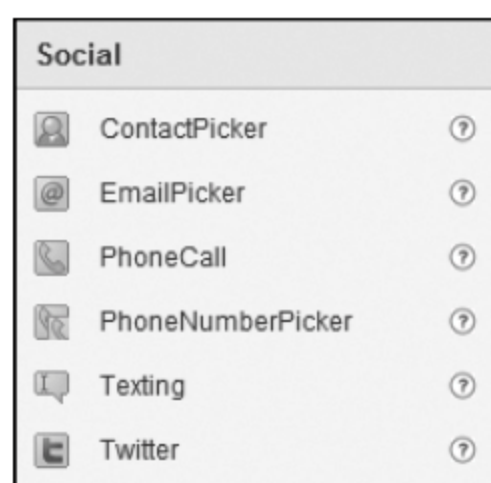 Social
ContactPicker ?
@ EmailPicker ?
PhoneCall ?
PhoneNumberPicker ?
Texting ?
t Twitter ?